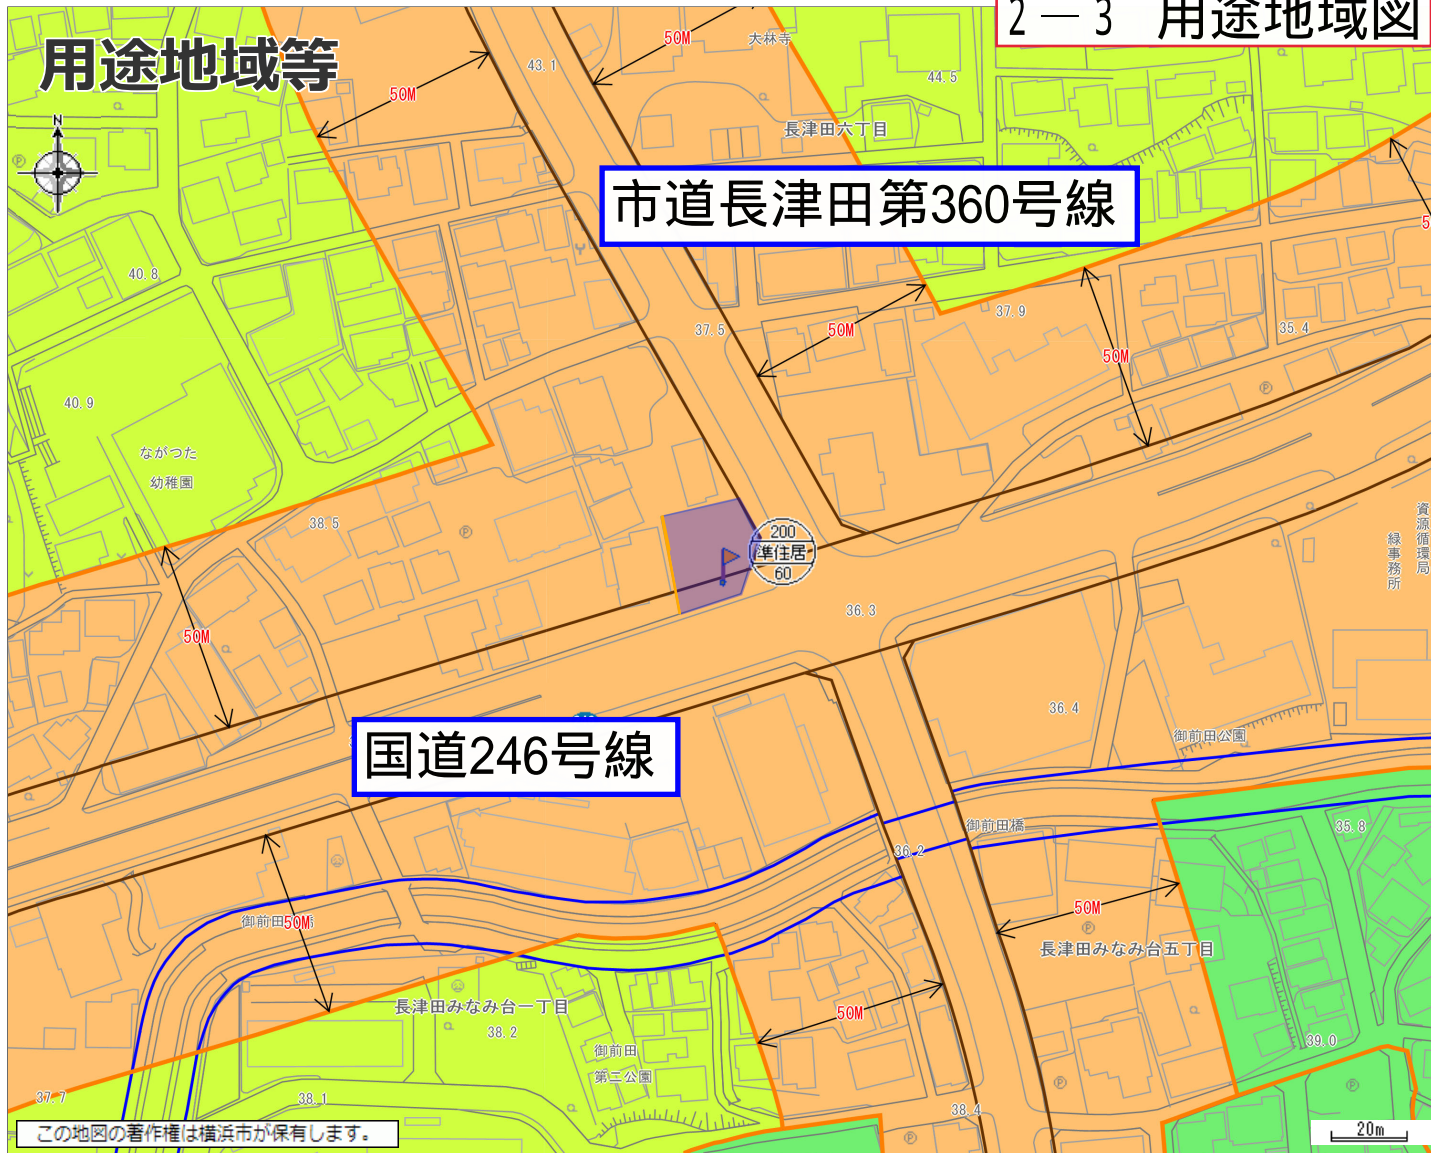 2－3　用途地域図
用途地域等
N
50M
大林寺
43.1
44.5
50M
長津田六丁目
市道長津田第360号線
5
40.8
37.9
37.5
50M
35.4
50M
40.9
ながつた
幼稚園
38.5
資源循環局
緑事務所
200
準住居
60
36.3
50M
36.4
御前田公園
国道246号線
御前田橋
35.8
36.2
御前田
50M
50M
長津田みなみ台五丁目
長津田みなみ台一丁目
50M
38.2
御前田
第二公園
39.0
37.7
38.1
38.4
この地図の著作権は横浜市が保有します。
20m